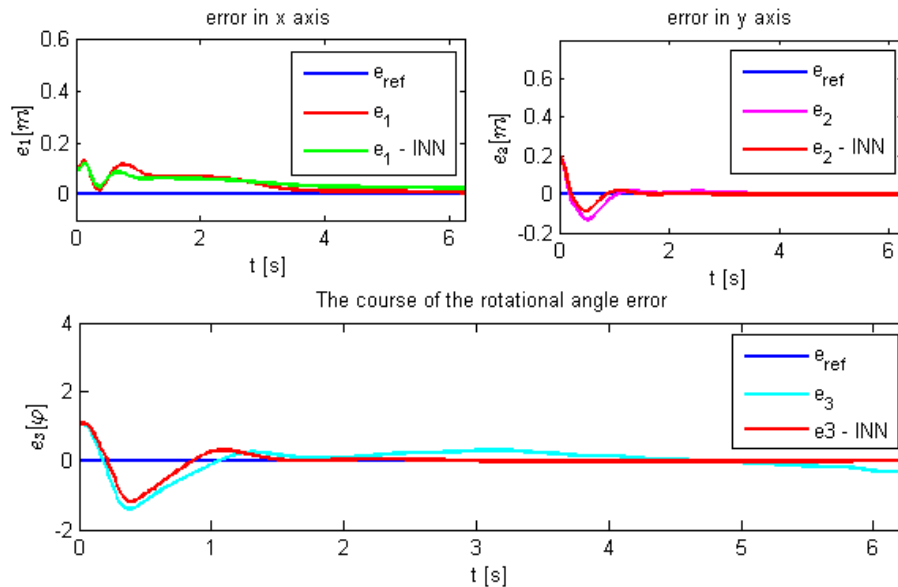 error in x axis
0.6
0.4
0.2
0
e₁[m]
e_ref
e₁
e₁ - INN
0 2 4 6
t [s]
error in y axis
0.6
0.4
0.2
0
-0.2
e₂[m]
e_ref
e₂
e₂ - INN
0 2 4 6
t [s]
The course of the rotational angle error
4
2
0
-2
e₃[φ]
e_ref
e₃
e3 - INN
0 1 2 3 4 5 6
t [s]